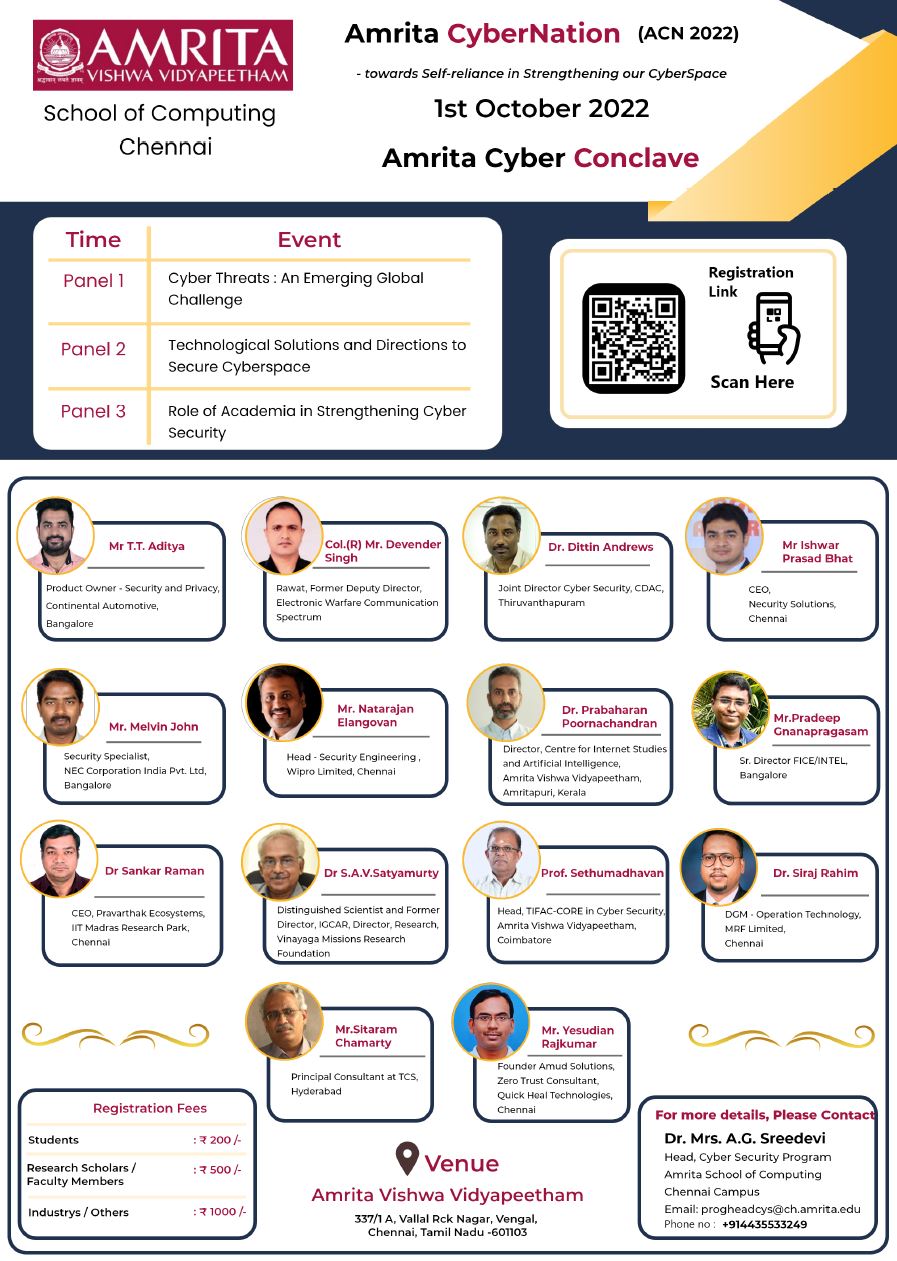 AMRITA
VISHWA VIDYAPEETHAM
School of Computing
Chennai
Amrita CyberNation (ACN 2022)
- towards Self-reliance in Strengthening our CyberSpace
1st October 2022
Amrita Cyber Conclave
Time Event
Panel 1 Cyber Threats : An Emerging Global
Challenge
Panel 2 Technological Solutions and Directions to
Secure Cyberspace
Panel 3 Role of Academia in Strengthening Cyber
Security
Registration
Link
Scan Here
Mr T.T. Aditya
Product Owner - Security and Privacy,
Continental Automotive,
Bangalore
Col.(R) Mr. Devender
Singh
Rawat, Former Deputy Director,
Electronic Warfare Communication
Spectrum
Dr. Dittin Andrews
Joint Director Cyber Security, CDAC,
Thiruvanthapuram
Mr Ishwar
Prasad Bhat
CEO,
Necurity Solutions,
Chennai
Mr. Melvin John
Security Specialist,
NEC Corporation India Pvt. Ltd,
Bangalore
Mr. Natarajan
Elangovan
Head - Security Engineering ,
Wipro Limited, Chennai
Dr. Prabaharan
Poornachandran
Director, Centre for Internet Studies
and Artificial Intelligence,
Amrita Vishwa Vidyapeetham,
Amritapuri, Kerala
Mr.Pradeep
Gnanapragasam
Sr. Director FICE/INTEL,
Bangalore
Dr Sankar Raman
CEO, Pravarthak Ecosystems,
IIT Madras Research Park,
Chennai
Dr S.A.V.Satyamurty
Distinguished Scientist and Former
Director, IGCAR, Director, Research,
Vinayaga Missions Research
Foundation
Prof. Sethumadhavan
Head, TIFAC-CORE in Cyber Security,
Amrita Vishwa Vidyapeetham,
Coimbatore
Dr. Siraj Rahim
DGM - Operation Technology,
MRF Limited,
Chennai
Mr.Sitaram
Chamarty
Principal Consultant at TCS,
Hyderabad
Mr. Yesudian
Rajkumar
Founder Amud Solutions,
Zero Trust Consultant,
Quick Heal Technologies,
Chennai
Registration Fees
Students : ₹ 200 /-
Research Scholars /
Faculty Members : ₹ 500 /-
Industrys / Others : ₹ 1000 /-
Venue
Amrita Vishwa Vidyapeetham
337/1 A, Vallal Rck Nagar, Vengal,
Chennai, Tamil Nadu -601103
For more details, Please Contact
Dr. Mrs. A.G. Sreedevi
Head, Cyber Security Program
Amrita School of Computing
Chennai Campus
Email: progheadcys@ch.amrita.edu
Phone no : +914435533249